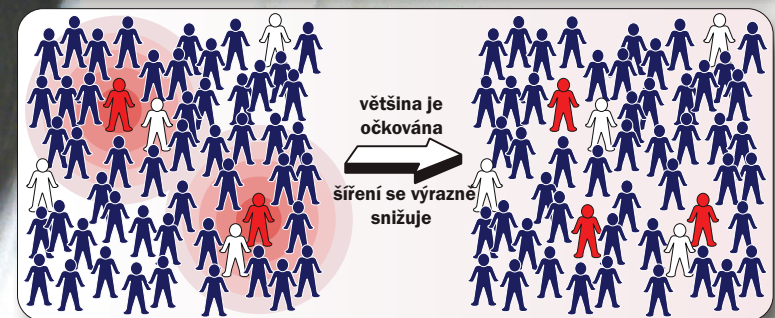 většina je
očkována
šíření se výrazně
snižuje